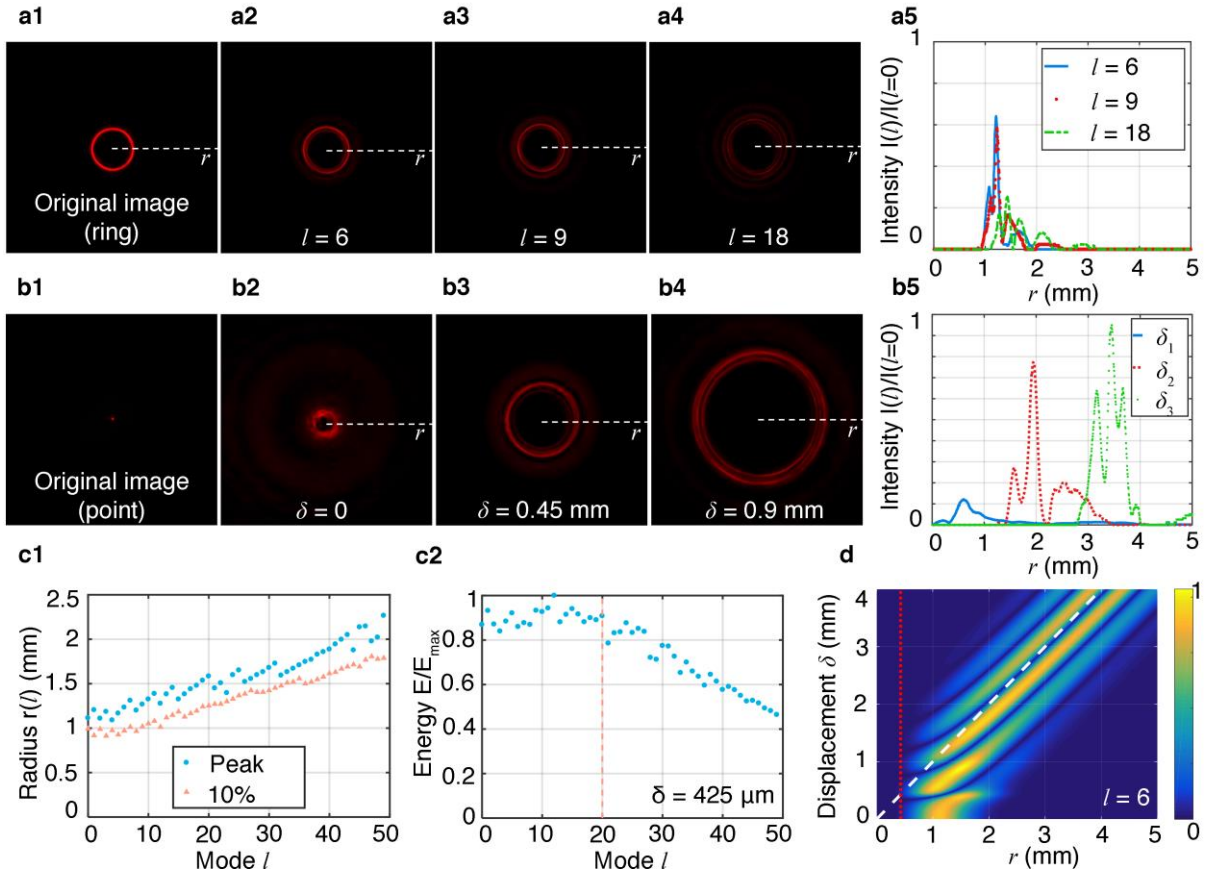 a1
a2
a3
a4
a5
Original image
(ring)
r
l = 6
r
l = 9
r
l = 18
r
Intensity I(l)/I(l=0)
1
0
l = 6
l = 9
l = 18
0 1 2 3 4 5
r (mm)
b1
b2
b3
b4
b5
Original image
(point)
δ = 0
r
δ = 0.45 mm
r
δ = 0.9 mm
r
Intensity I(l)/I(l=0)
1
0
δ1
δ2
δ3
0 1 2 3 4 5
r (mm)
c1
Radius r(l) (mm)
2.5
2
1.5
1
0.5
0
Peak
10%
0 10 20 30 40 50
Mode l
c2
Energy E/Emax
1
0.8
0.6
0.4
0.2
0
δ = 425 µm
0 10 20 30 40 50
Mode l
d
Displacement δ (mm)
4
3
2
1
0
l = 6
0 1 2 3 4 5
r (mm)
1
0